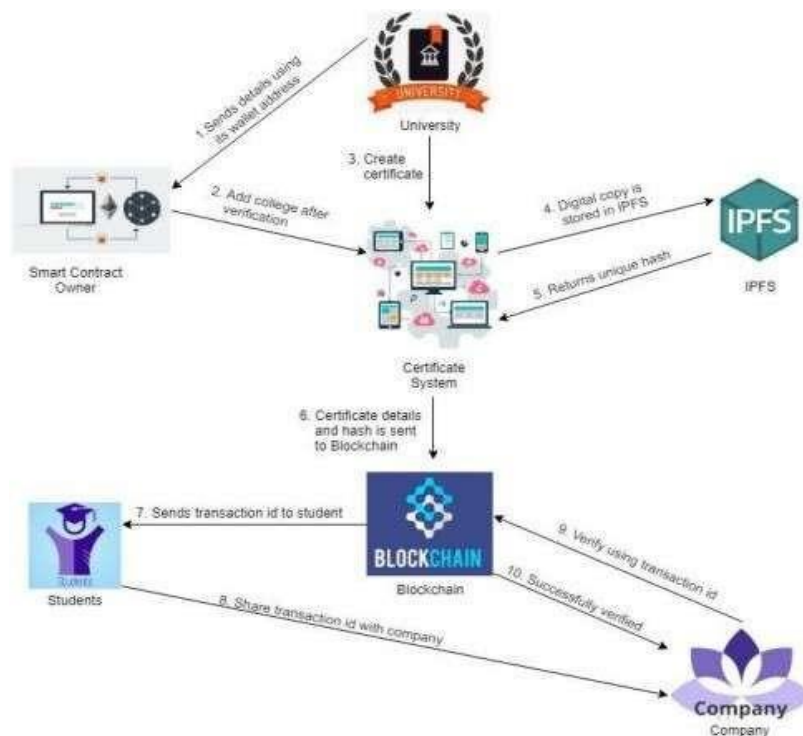 UNIVERSITY
University
1 Sends details using
its wallet address
3. Create
certificate
2. Add college after
verification
4. Digital copy is
stored in IPFS
IPFS
5. Returns unique hash
IPFS
Smart Contract
Owner
Certificate
System
6. Certificate details
and hash is sent
to Blockchain
7. Sends transaction id to student
BLOCKCHAIN
Blockchain
Students
Students
8. Share transaction id with company
9. Verify using transaction id
10. Successfully verified
Company
Company